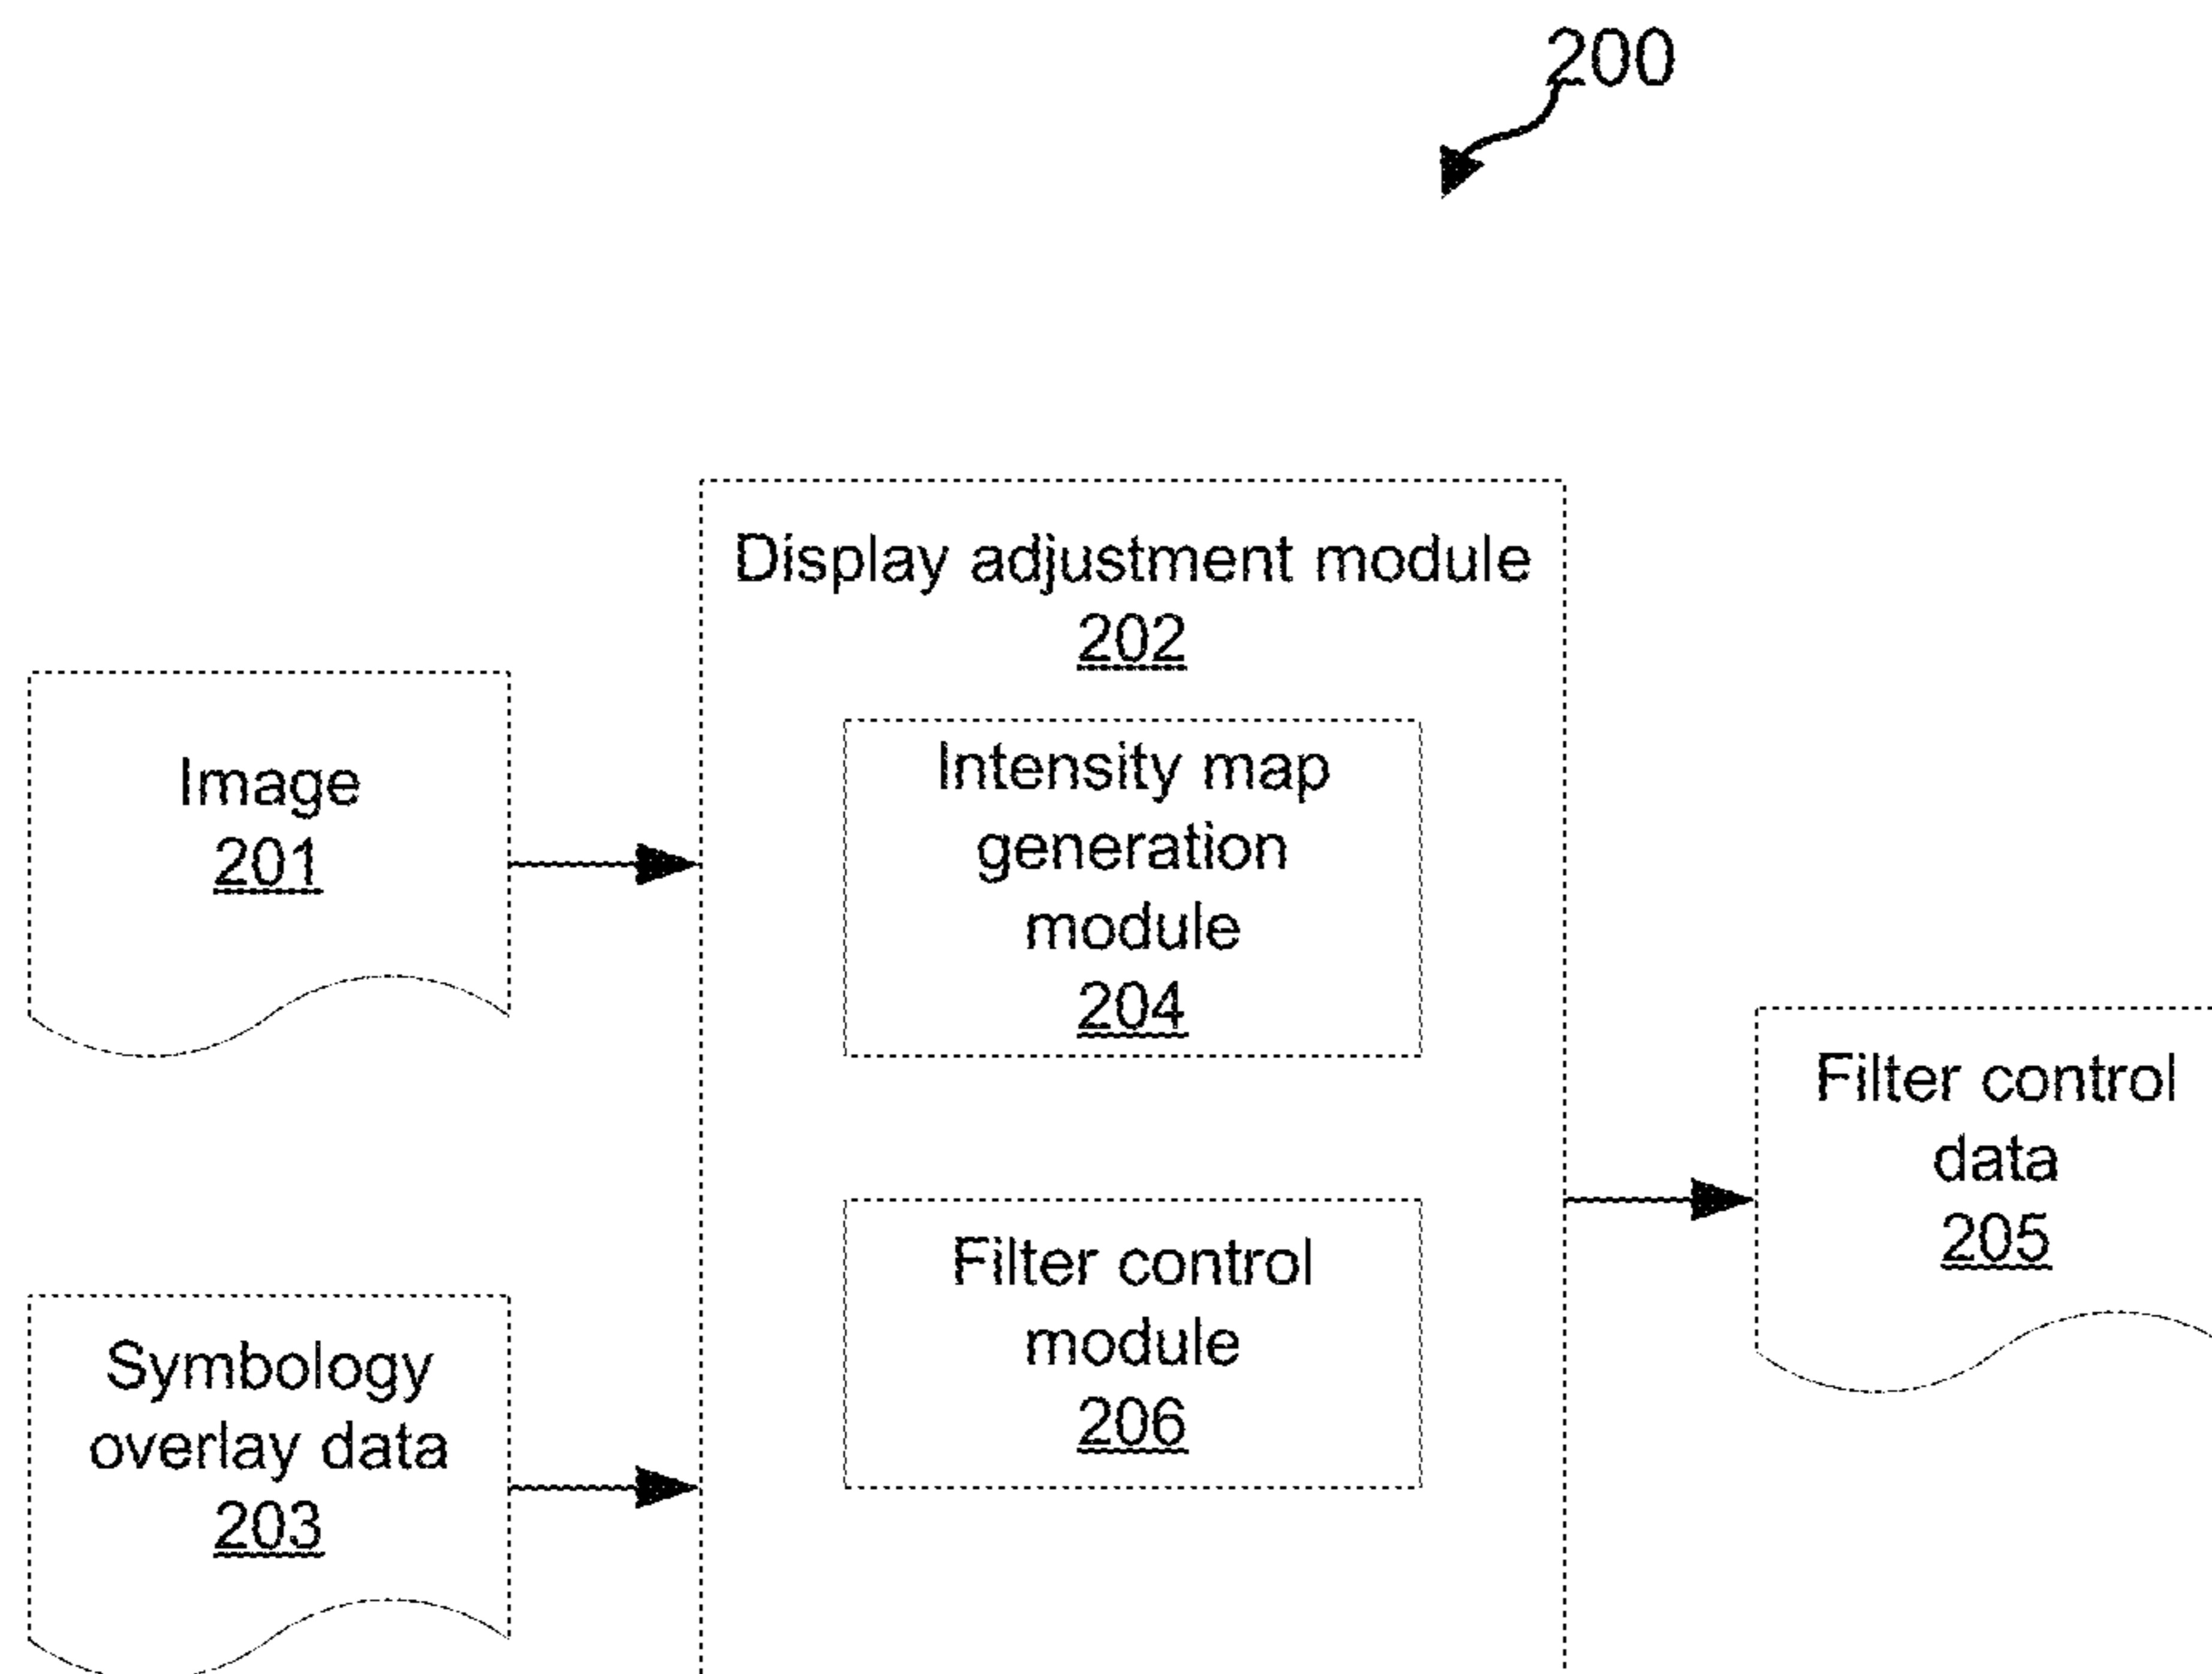 200
Display adjustment module
202
Image
201
Intensity map
generation
module
204
Filter control
data
205
Filter control
module
206
Symbology
overlay data
203